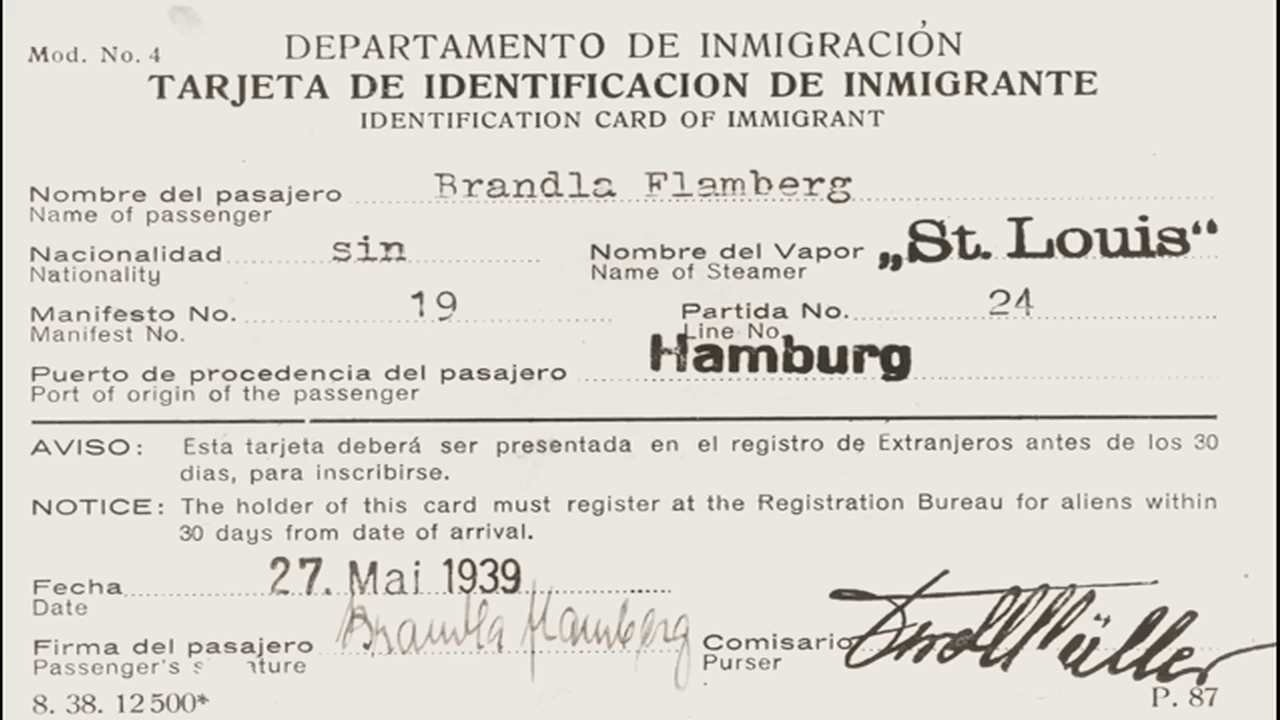 Mod. No. 4
DEPARTAMENTO DE INMIGRACIÓN
TARJETA DE IDENTIFICACION DE INMIGRANTE
IDENTIFICATION CARD OF IMMIGRANT
Nombre del pasajero Brandla Flamberg
Name of passenger
Nacionalidad sin Nombre del Vapor „St. Louis“
Nationality Name of Steamer
Manifesto No. 19 Partida No. 24
Manifest No. Line No.
Puerto de procedencia del pasajero Hamburg
Port of origin of the passenger
AVISO: Esta tarjeta deberá ser presentada en el registro de Extranjeros antes de los 30
dias, para inscribirse.
NOTICE: The holder of this card must register at the Registration Bureau for aliens within
30 days from date of arrival.
Fecha 27. Mai 1939
Date
Firma del pasajero Brandla Flamberg Comisario Müller
Passenger's Purser
8. 38. 12500* P. 87